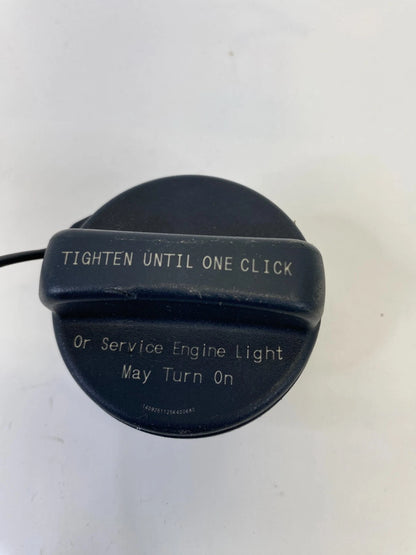 TIGHTEN UNTIL ONE CLICK
Or Service Engine Light
May Turn On